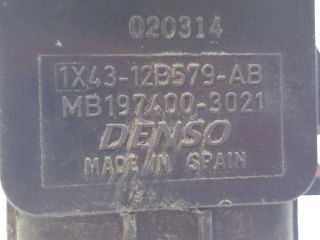 020314
1X43-12B579-AB
MB197400-3021
DENSO
MADE IN SPAIN